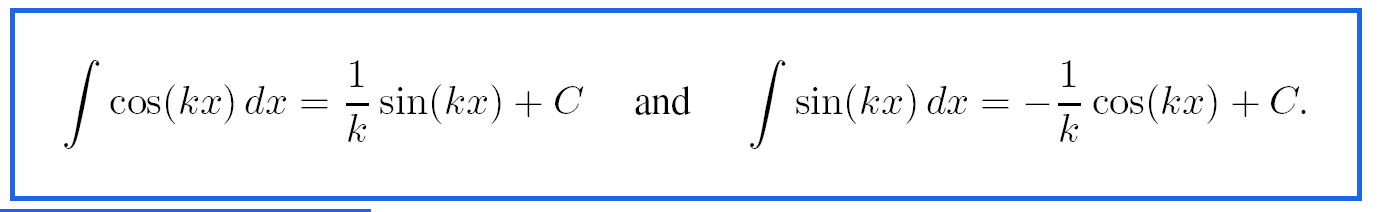 ∫ cos(kx) dx = 1/k sin(kx) + C and ∫ sin(kx) dx = −1/k cos(kx) + C.